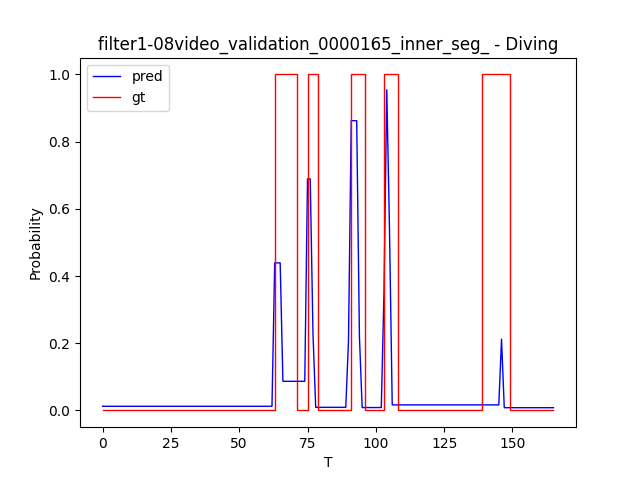 filter1-08video_validation_0000165_inner_seg_ - Diving
pred
gt
1.0
0.8
0.6
0.4
0.2
0.0
Probability
0
25
50
75
100
125
150
T